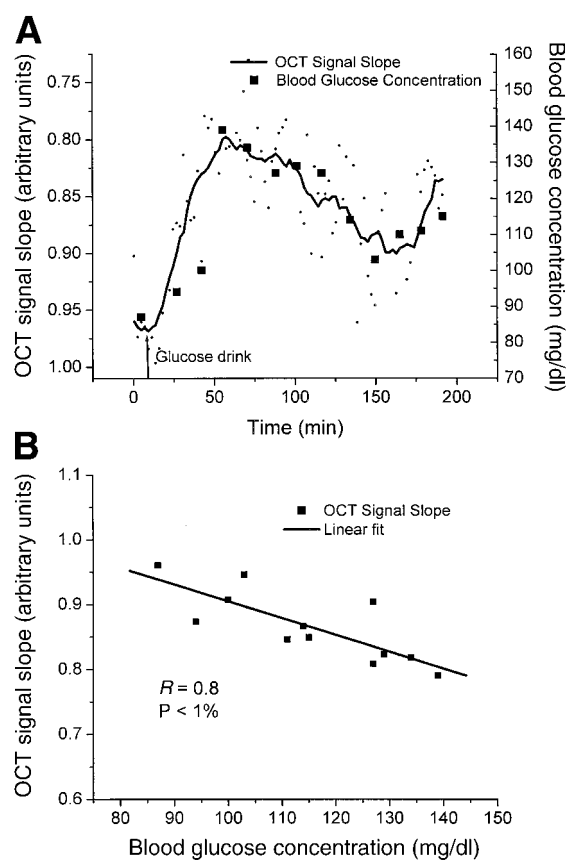 A
OCT Signal Slope
Blood Glucose Concentration
OCT signal slope (arbitrary units)
0.75
0.80
0.85
0.90
0.95
1.00
Blood glucose concentration (mg/dl)
160
150
140
130
120
110
100
90
80
70
Glucose drink
0 50 100 150 200
Time (min)
B
OCT Signal Slope
Linear fit
OCT signal slope (arbitrary units)
1.1
1.0
0.9
0.8
0.7
0.6
R = 0.8
P < 1%
80 90 100 110 120 130 140 150
Blood glucose concentration (mg/dl)